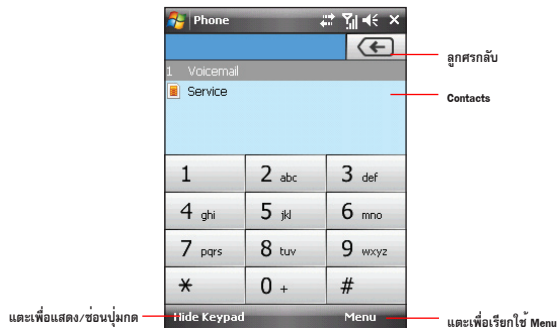 Phone
ลูกศรกลับ
1 Voicemail
Service
Contacts
1
2 abc
3 def
4 ghi
5 jkl
6 mno
7 pqrs
8 tuv
9 wxyz
*
0 +
#
แตะเพื่อแสดง/ซ่อนปุ่มกด
Hide Keypad
Menu
แตะเพื่อเรียกใช้ Menu